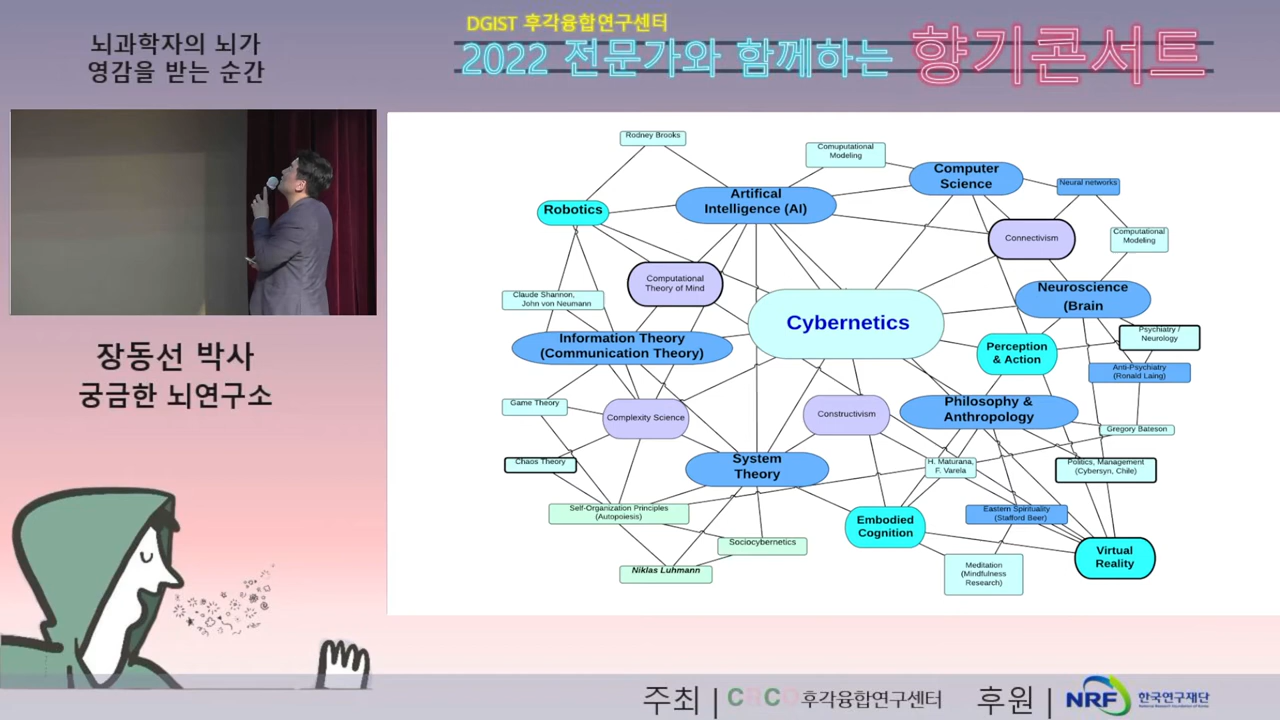 뇌과학자의 뇌가
영감을 받는 순간
DGIST 후각융합연구센터
2022 전문가와 함께하는 향기콘서트
장동선 박사
궁금한 뇌연구소
Rodney Brooks
Comuputational
Modeling
Computer
Science
Neural networks
Artifical
Intelligence (AI)
Robotics
Connectivism
Computational
Modeling
Computational
Theory of Mind
Claude Shannon,
John von Neumann
Neuroscience
(Brain
Cybernetics
Psychiatry /
Neurology
Information Theory
(Communication Theory)
Perception
& Action
Anti-Psychiatry
(Ronald Laing)
Game Theory
Complexity Science
Constructivism
Philosophy &
Anthropology
Gregory Bateson
Chaos Theory
System
Theory
H. Maturana,
F. Varela
Politics, Management
(Cybersyn, Chile)
Self-Organization Principles
(Autopoiesis)
Embodied
Cognition
Eastern Spirituality
(Stafford Beer)
Sociocybernetics
Virtual
Reality
Niklas Luhmann
Meditation
(Mindfulness
Research)
주최 | CRCO 후각융합연구센터 후원 | NRF 한국연구재단